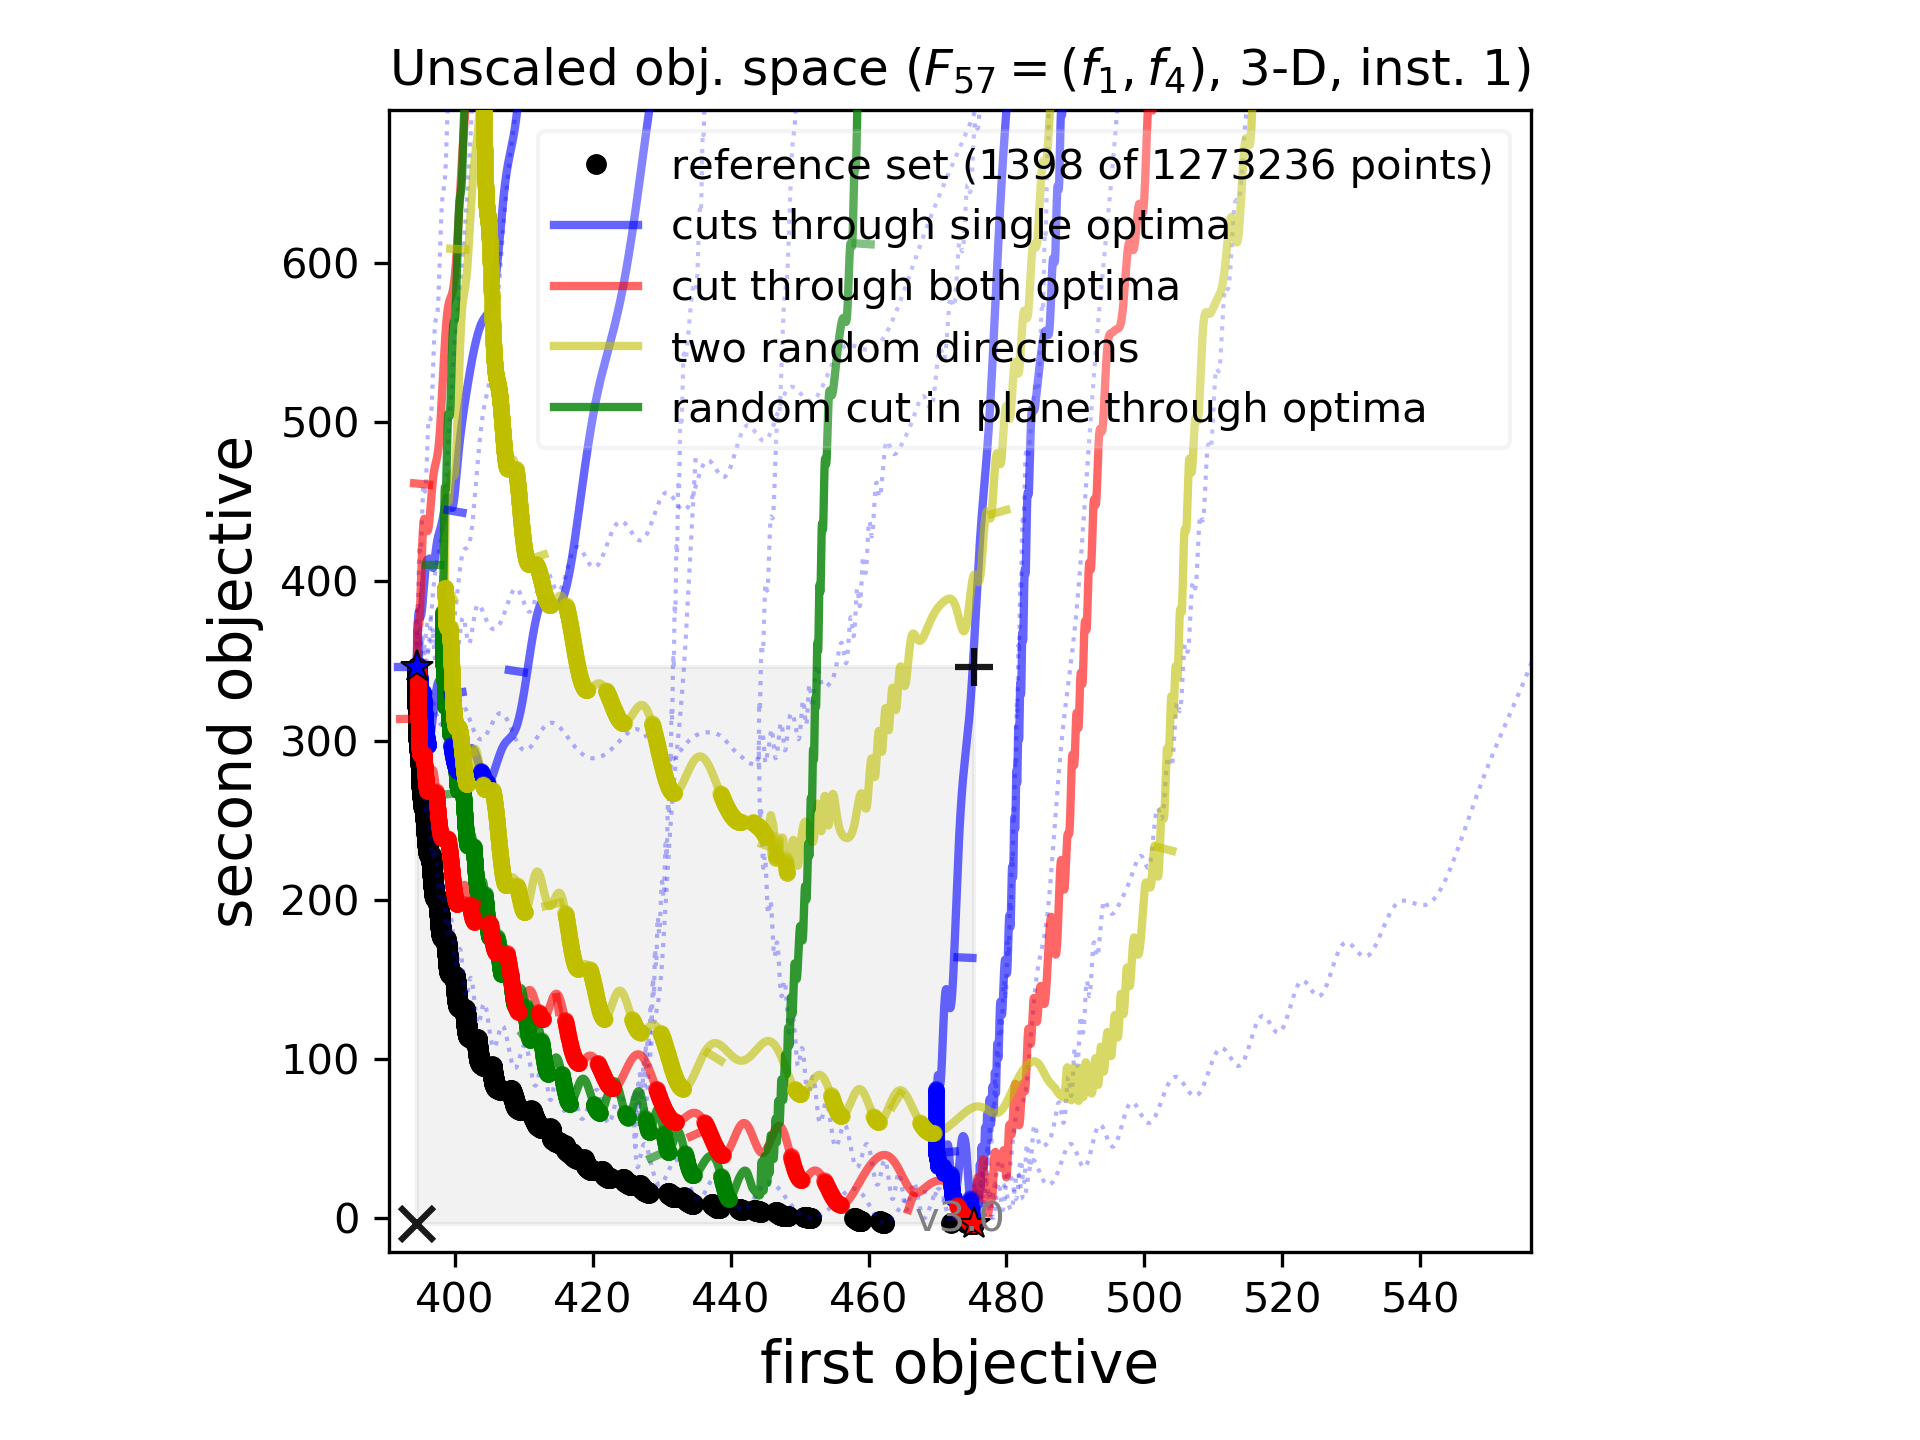 Unscaled obj. space (F₅₇ = (f₁, f₄), 3-D, inst. 1)
reference set (1398 of 1273236 points)
cuts through single optima
cut through both optima
two random directions
random cut in plane through optima
second objective
600
500
400
300
200
100
0
v3.0
400 420 440 460 480 500 520 540
first objective